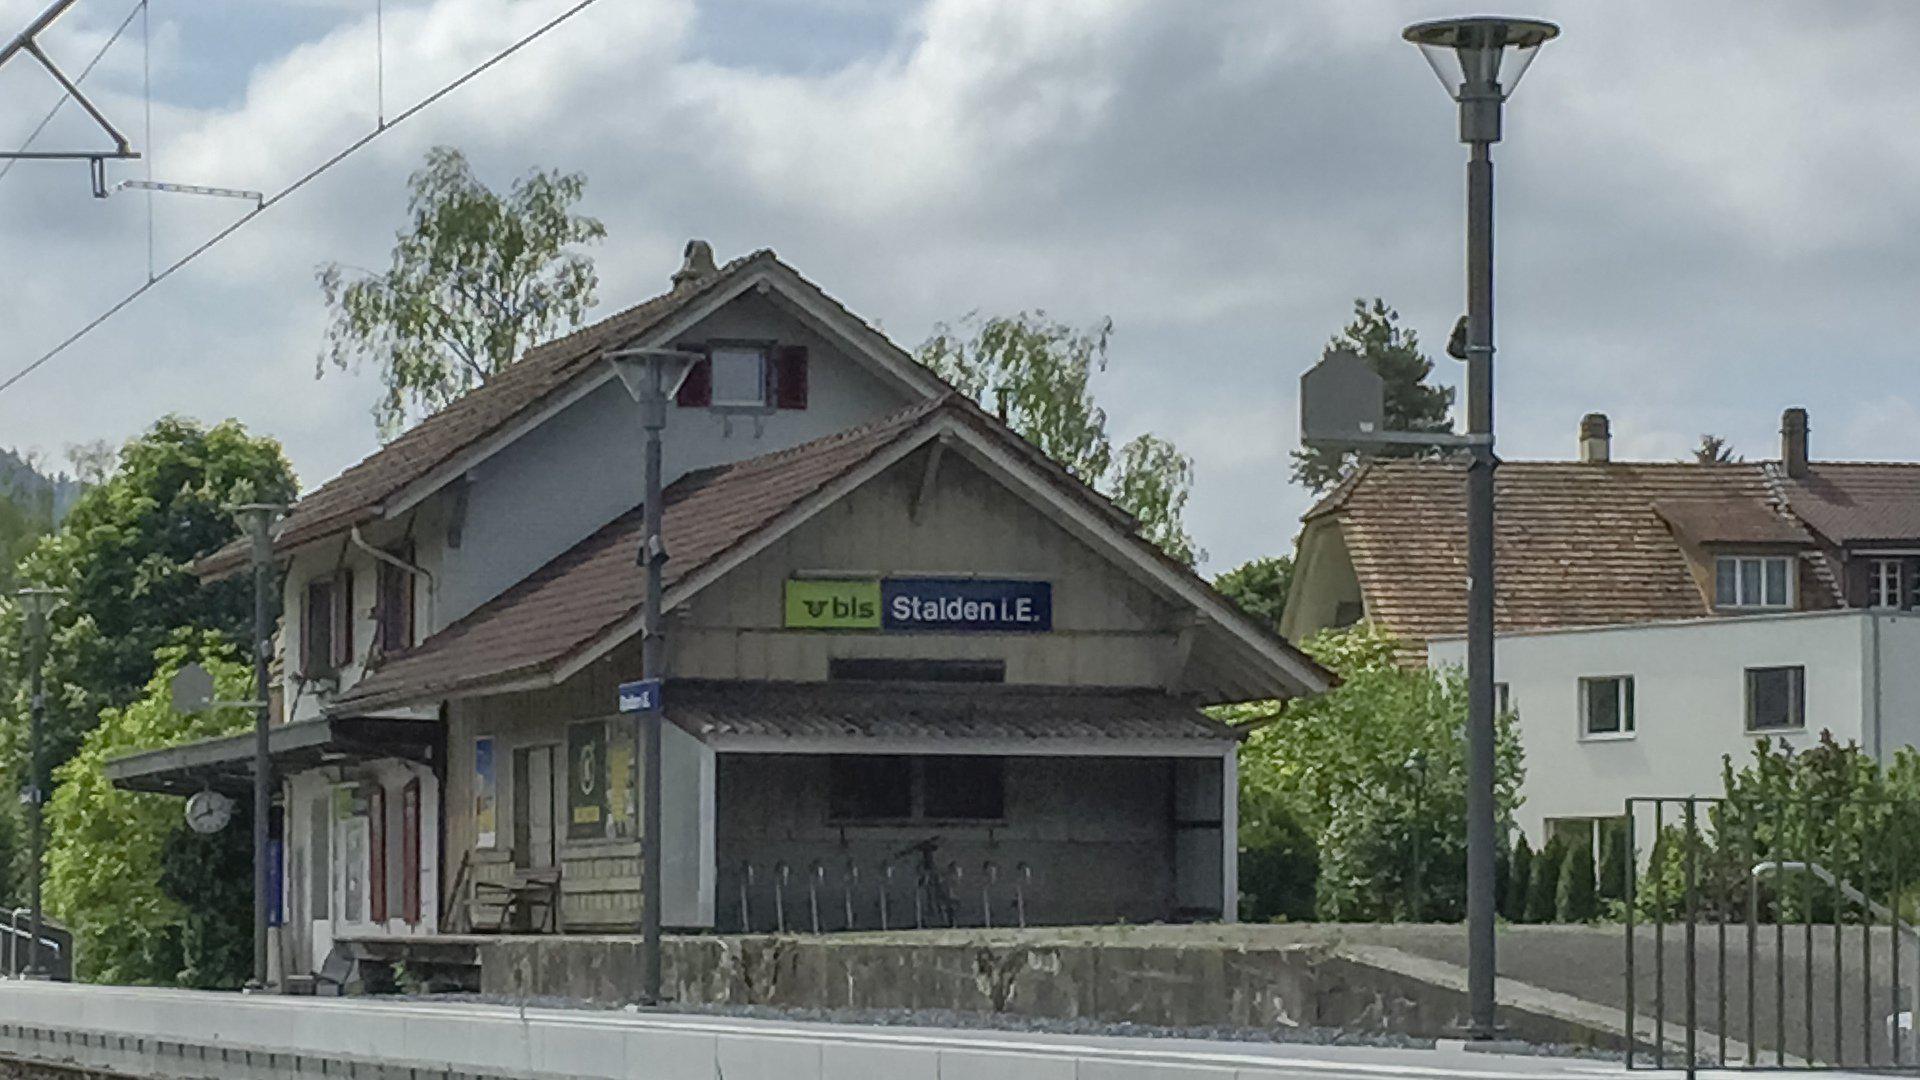 bls Stalden i.E.